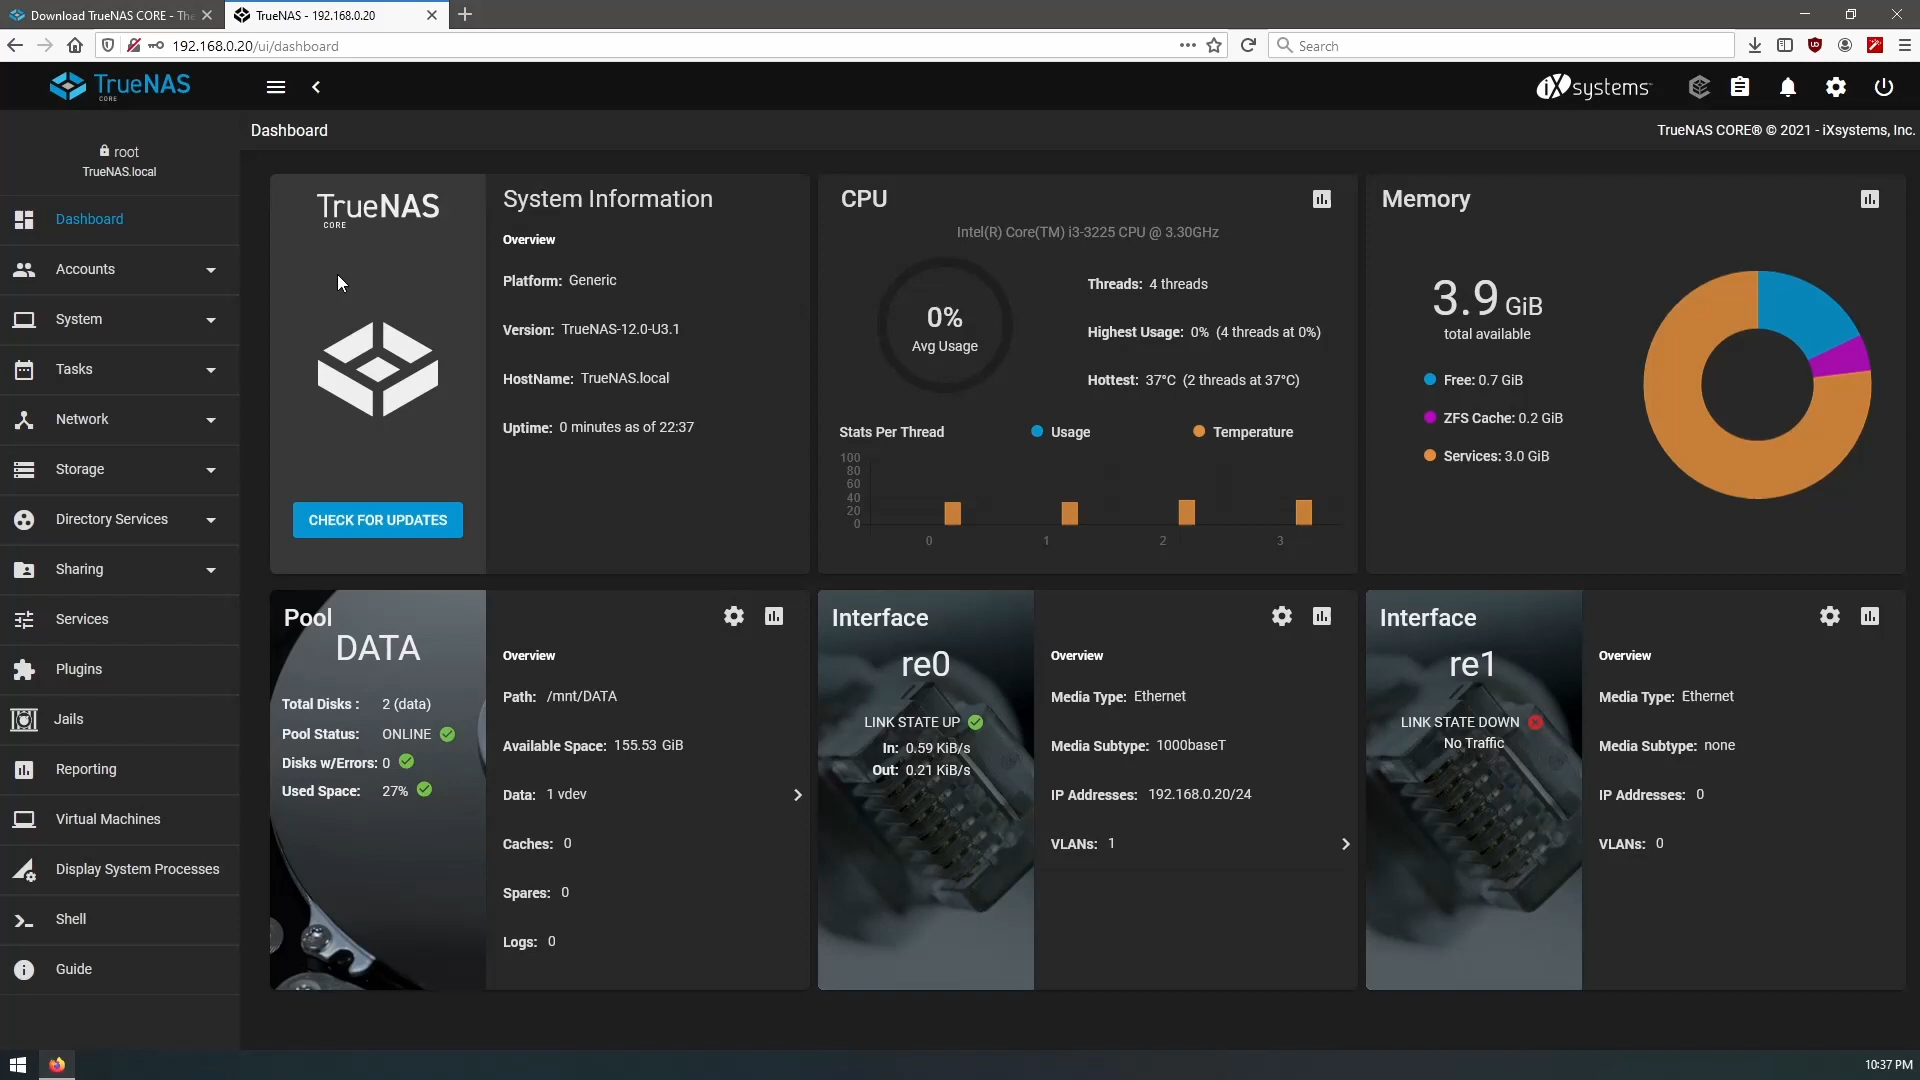 Download TrueNAS CORE - The
TrueNAS - 192.168.0.20
192.168.0.20/ui/dashboard
Search
TrueNAS
CORE
iXsystems
Dashboard
TrueNAS CORE® © 2021 - iXsystems, Inc.
root
TrueNAS.local
Dashboard
Accounts
System
Tasks
Network
Storage
Directory Services
Sharing
Services
Plugins
Jails
Reporting
Virtual Machines
Display System Processes
Shell
Guide
TrueNAS
CORE
CHECK FOR UPDATES
System Information
Overview
Platform: Generic
Version: TrueNAS-12.0-U3.1
HostName: TrueNAS.local
Uptime: 0 minutes as of 22:37
CPU
Intel(R) Core(TM) i3-3225 CPU @ 3.30GHz
0%
Avg Usage
Threads: 4 threads
Highest Usage: 0% (4 threads at 0%)
Hottest: 37°C (2 threads at 37°C)
Stats Per Thread
Usage
Temperature
100
80
60
40
20
0
0
1
2
3
Memory
3.9 GiB
total available
Free: 0.7 GiB
ZFS Cache: 0.2 GiB
Services: 3.0 GiB
Pool
DATA
Total Disks : 2 (data)
Pool Status: ONLINE
Disks w/Errors: 0
Used Space: 27%
Overview
Path: /mnt/DATA
Available Space: 155.53 GiB
Data: 1 vdev
Caches: 0
Spares: 0
Logs: 0
Interface
re0
LINK STATE UP
In: 0.59 KiB/s
Out: 0.21 KiB/s
Overview
Media Type: Ethernet
Media Subtype: 1000baseT
IP Addresses: 192.168.0.20/24
VLANs: 1
Interface
re1
LINK STATE DOWN
No Traffic
Overview
Media Type: Ethernet
Media Subtype: none
IP Addresses: 0
VLANs: 0
10:37 PM